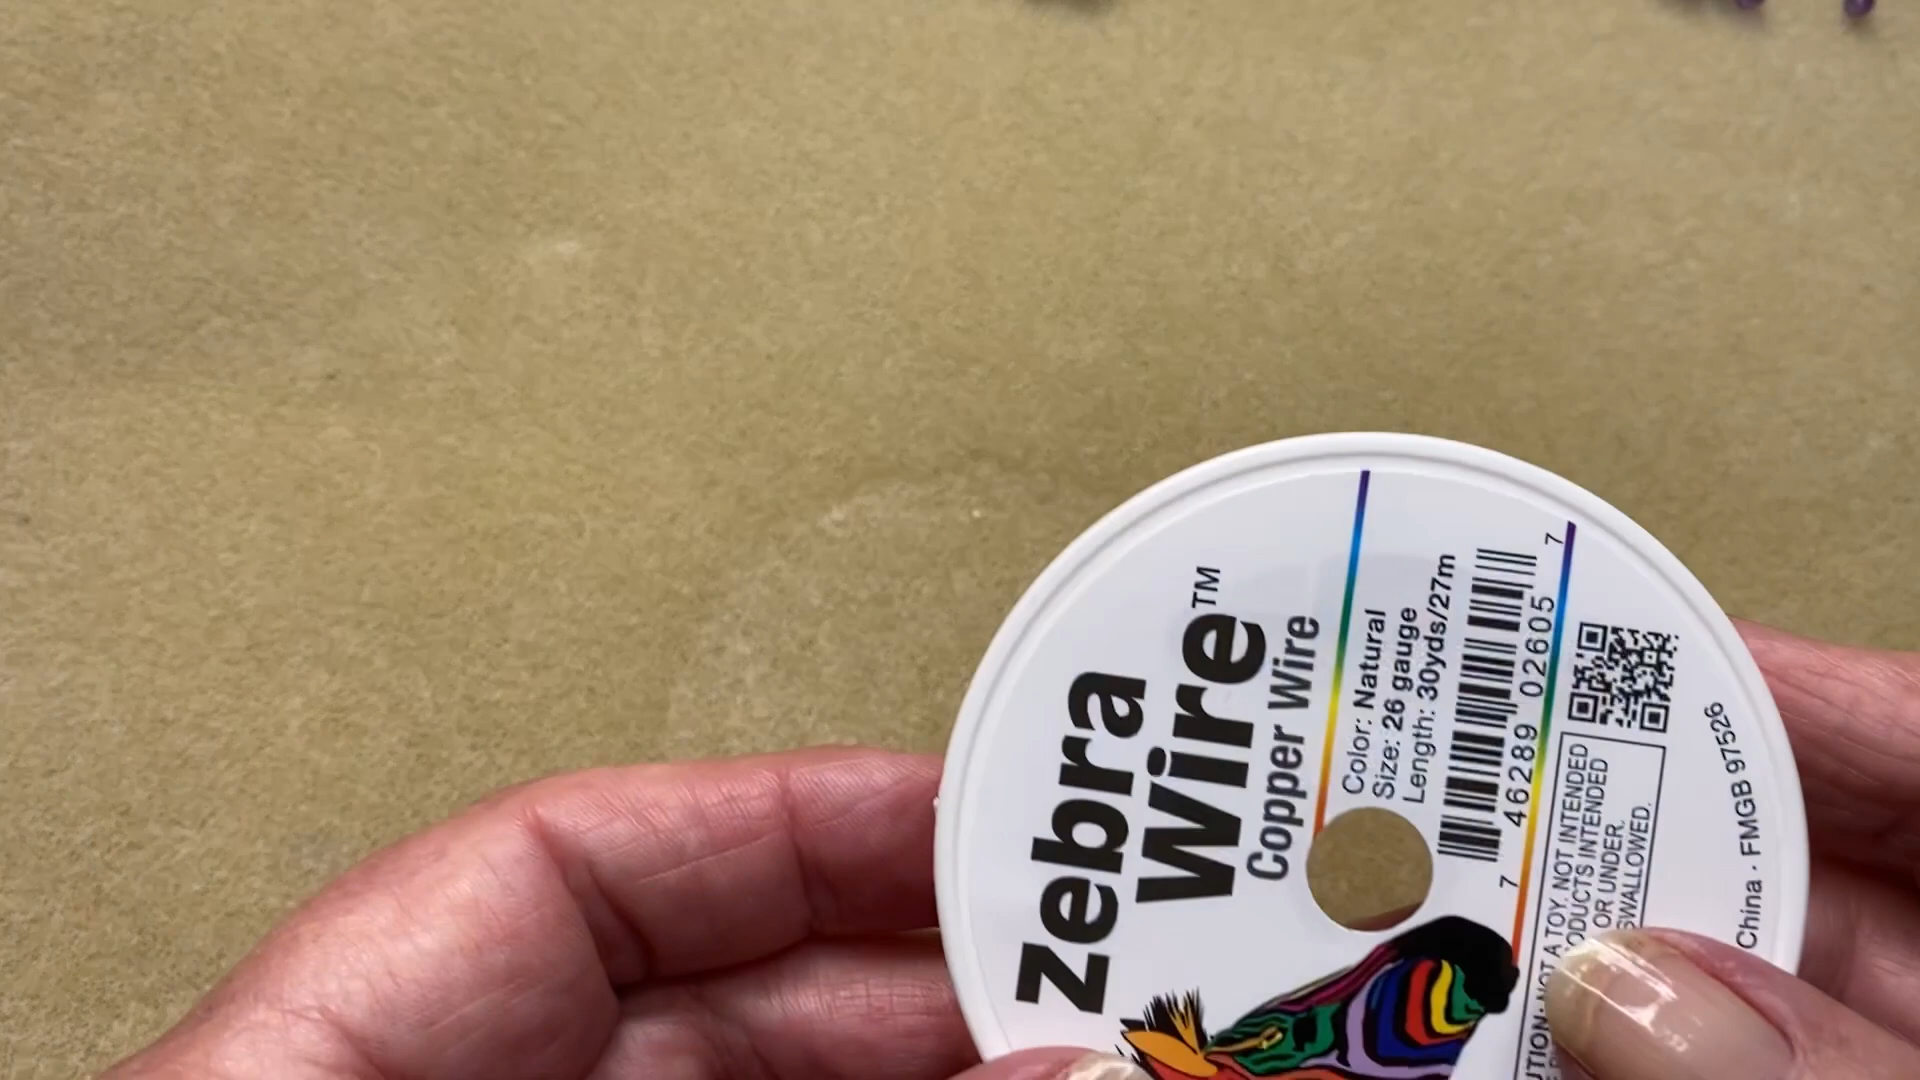 Zebra
Wire™
Copper Wire
Color: Natural
Size: 26 gauge
Length: 30yds/27m
7 46289 02605 7
NOT A TOY. NOT INTENDED
PRODUCTS INTENDED
OR UNDER.
SWALLOWED.
China · FMGB 97526